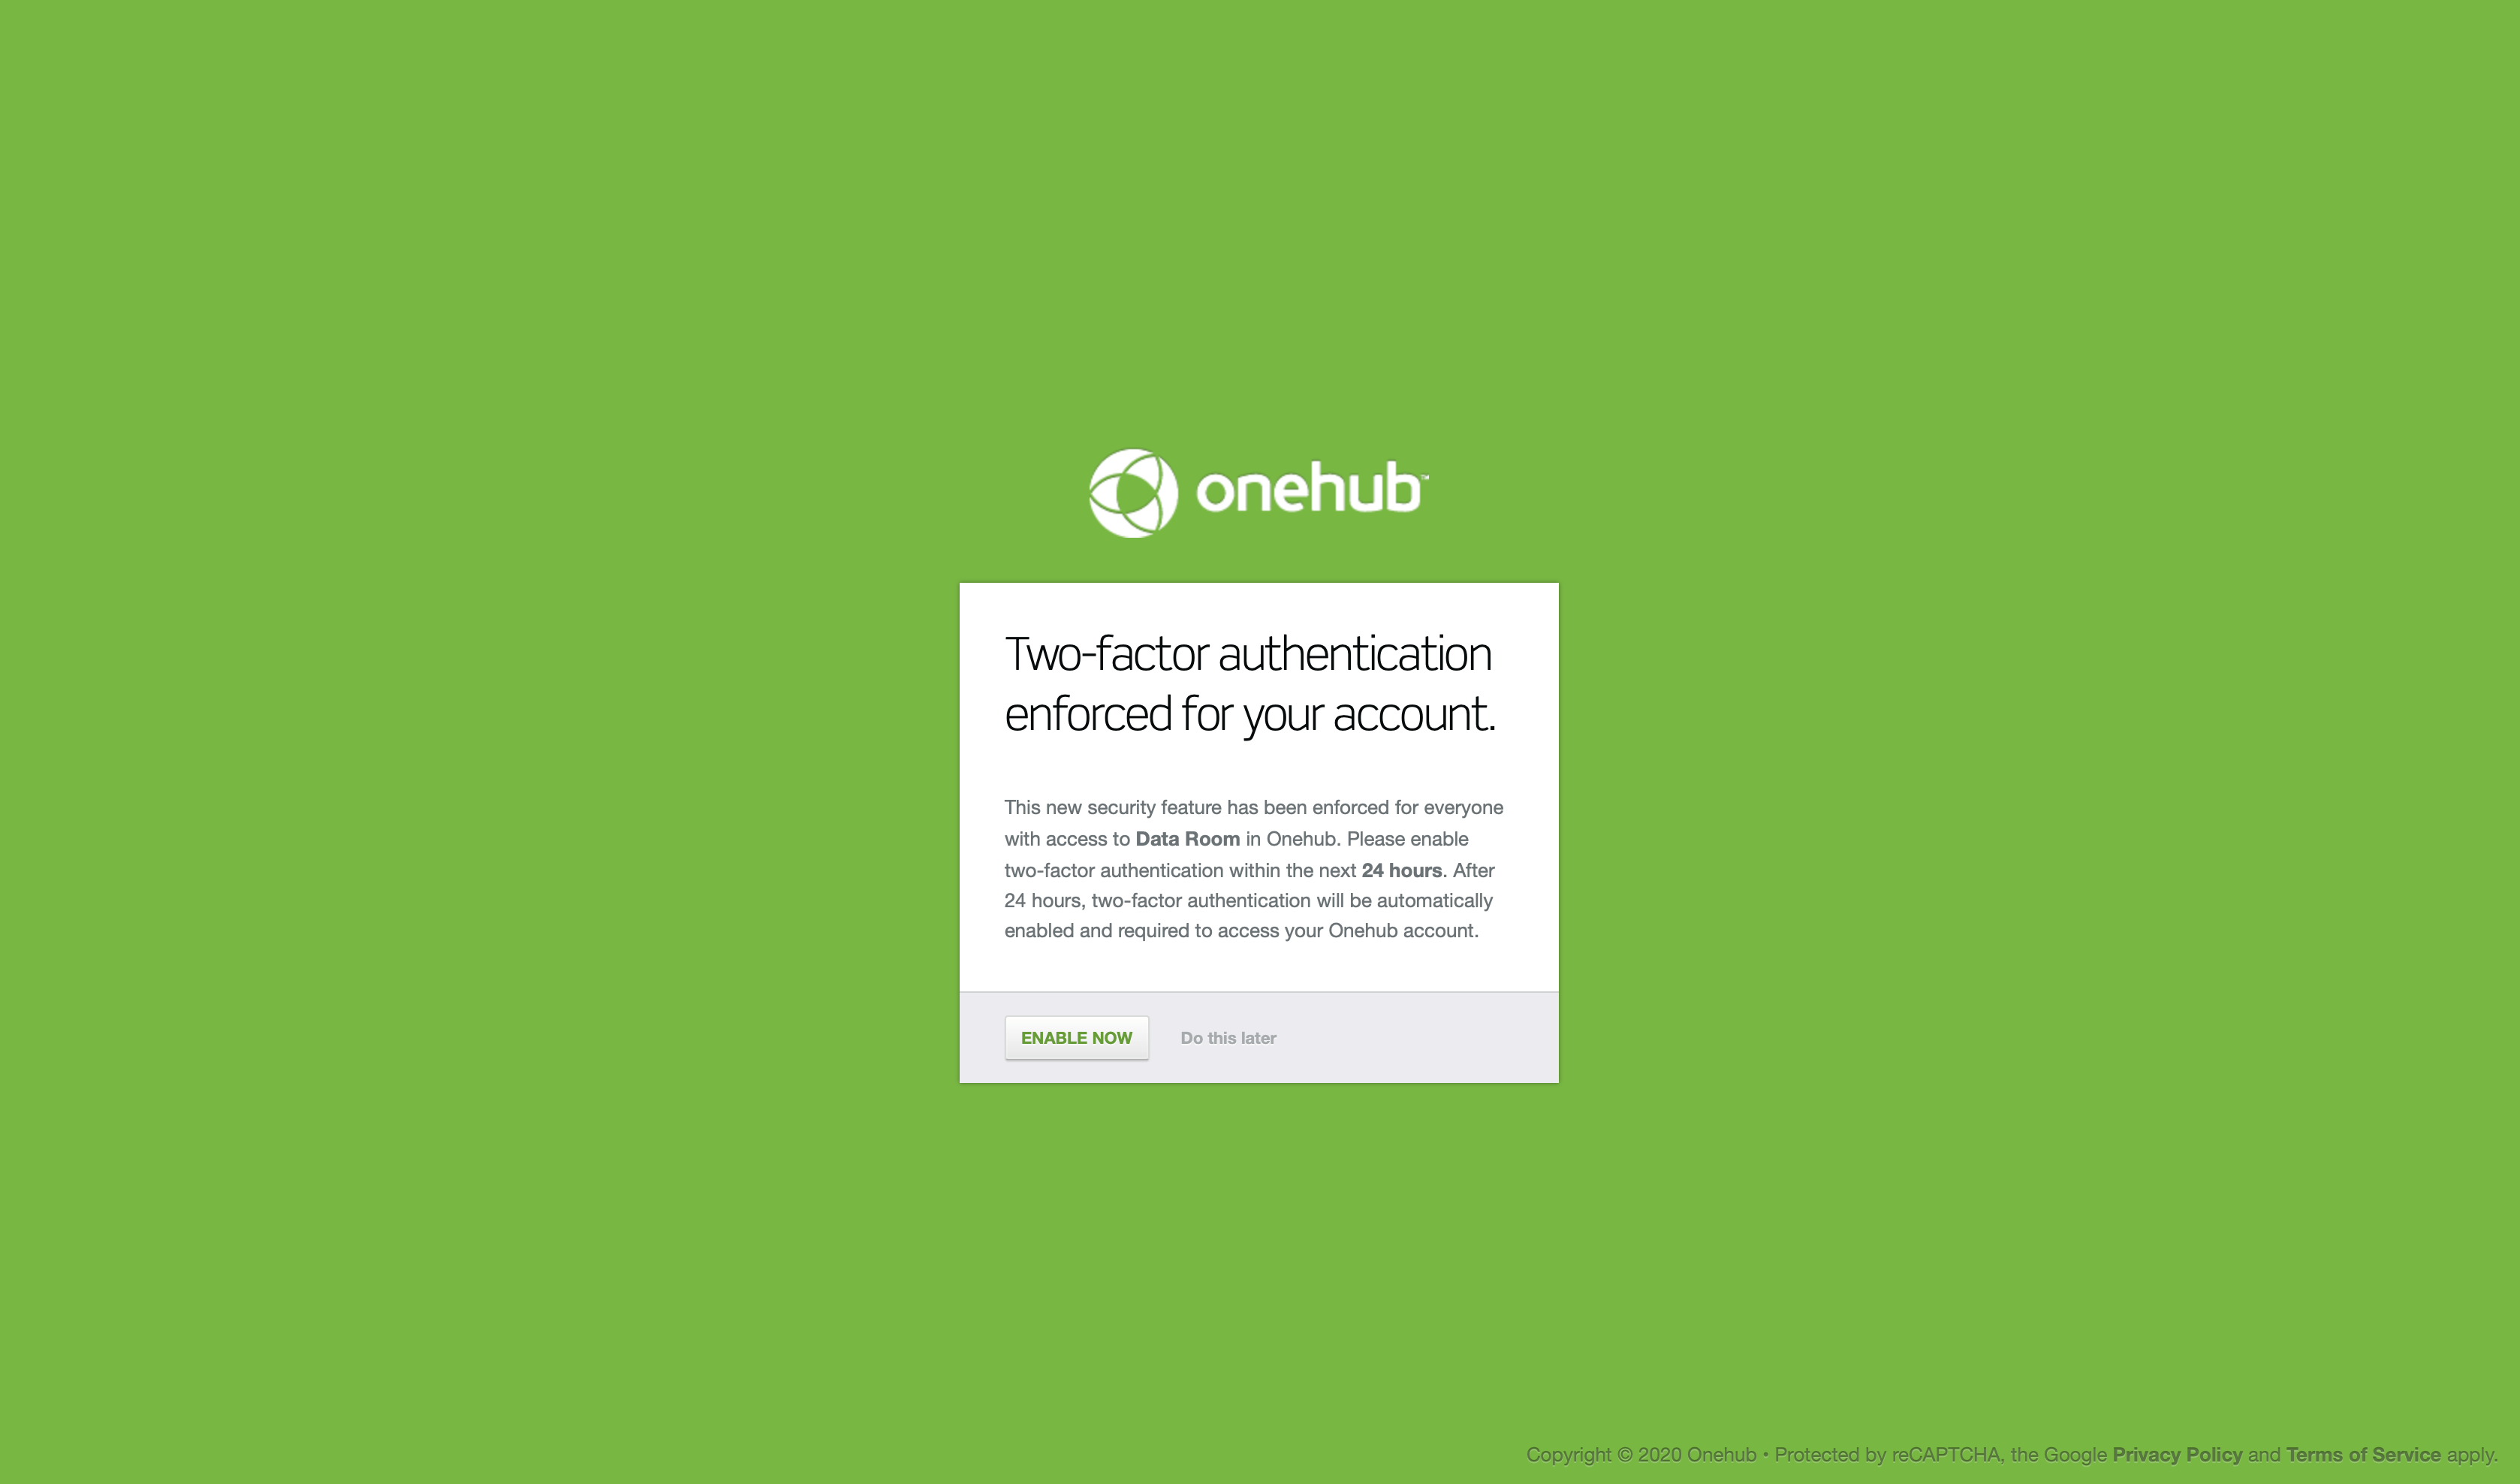 onehub™
Two-factor authentication
enforced for your account.
This new security feature has been enforced for everyone
with access to Data Room in Onehub. Please enable
two-factor authentication within the next 24 hours. After
24 hours, two-factor authentication will be automatically
enabled and required to access your Onehub account.
ENABLE NOW Do this later
Copyright © 2020 Onehub • Protected by reCAPTCHA, the Google Privacy Policy and Terms of Service apply.